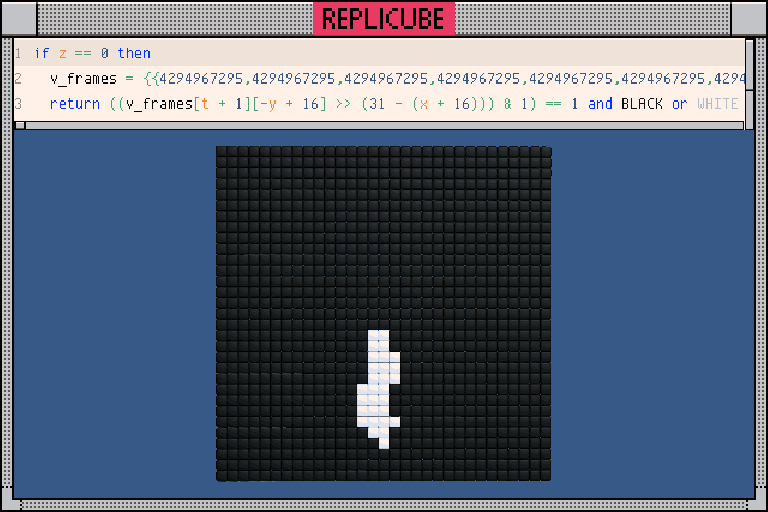 REPLICUBE
1 if z == 0 then
2 v_frames = {{4294967295,4294967295,4294967295,4294967295,4294967295,4294967295,4294
3 return ((v_frames[t + 1][-y + 16] >> (31 - (x + 16))) & 1) == 1 and BLACK or WHITE